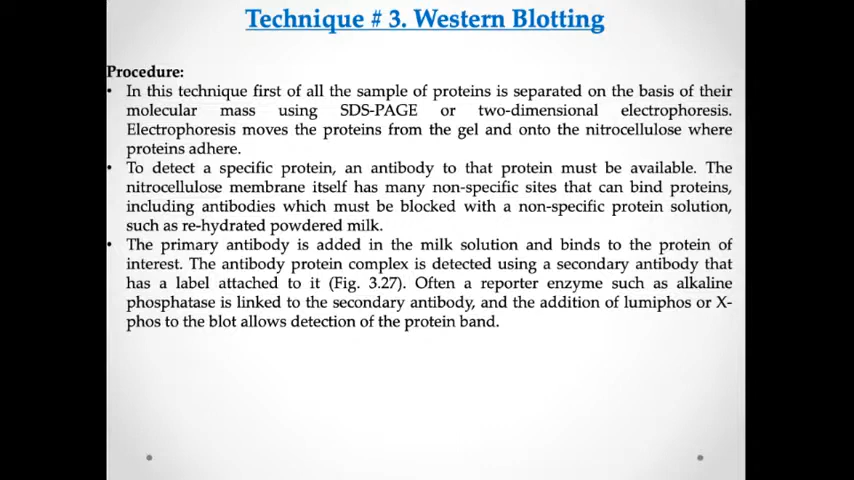 Technique # 3. Western Blotting
Procedure:
• In this technique first of all the sample of proteins is separated on the basis of their
molecular mass using SDS-PAGE or two-dimensional electrophoresis.
Electrophoresis moves the proteins from the gel and onto the nitrocellulose where
proteins adhere.
• To detect a specific protein, an antibody to that protein must be available. The
nitrocellulose membrane itself has many non-specific sites that can bind proteins,
including antibodies which must be blocked with a non-specific protein solution,
such as re-hydrated powdered milk.
• The primary antibody is added in the milk solution and binds to the protein of
interest. The antibody protein complex is detected using a secondary antibody that
has a label attached to it (Fig. 3.27). Often a reporter enzyme such as alkaline
phosphatase is linked to the secondary antibody, and the addition of lumiphos or X-
phos to the blot allows detection of the protein band.